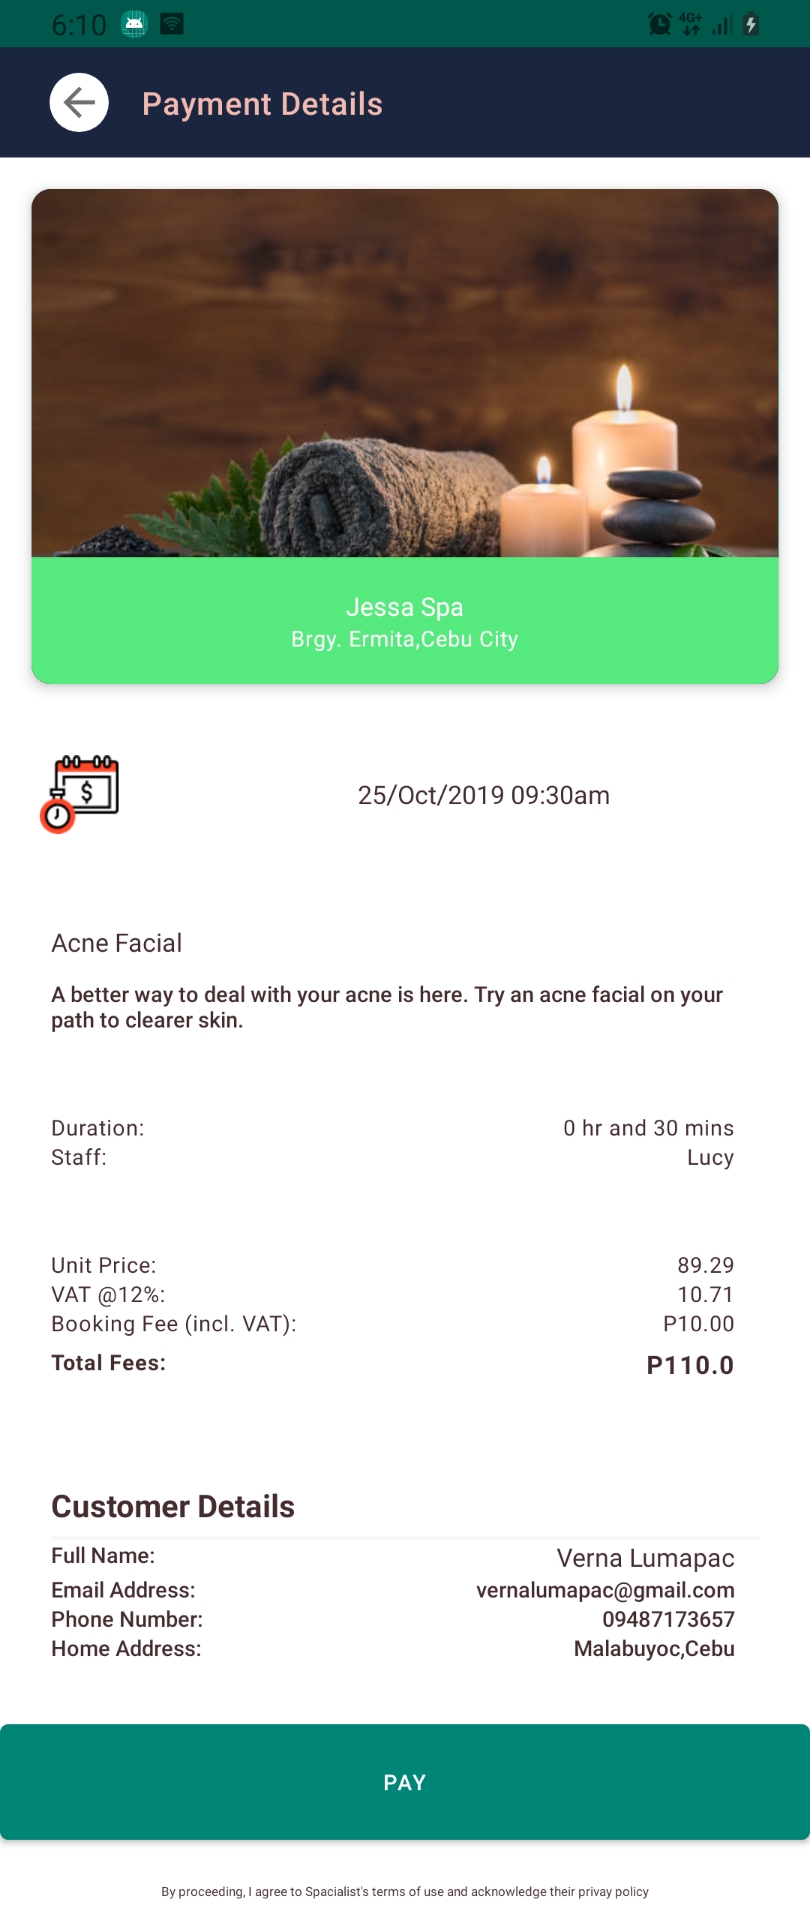 6:10
4G+
Payment Details
Jessa Spa
Brgy. Ermita,Cebu City
$
25/Oct/2019 09:30am
Acne Facial
A better way to deal with your acne is here. Try an acne facial on your
path to clearer skin.
Duration: 0 hr and 30 mins
Staff: Lucy
Unit Price: 89.29
VAT @12%: 10.71
Booking Fee (incl. VAT): P10.00
Total Fees: P110.0
Customer Details
Full Name: Verna Lumapac
Email Address: vernalumapac@gmail.com
Phone Number: 09487173657
Home Address: Malabuyoc,Cebu
PAY
By proceeding, I agree to Spacialist's terms of use and acknowledge their privay policy